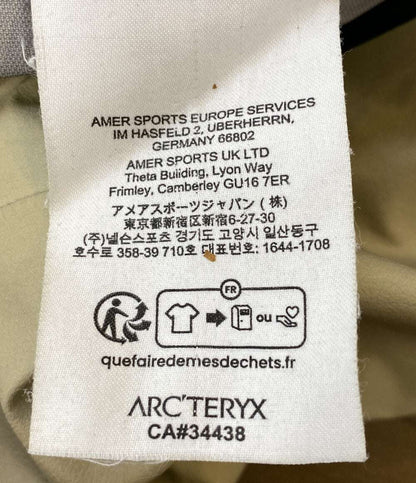 AMER SPORTS EUROPE SERVICES
IM HASFELD 2, UBERHERRN,
GERMANY 66802
AMER SPORTS UK LTD
Theta Building, Lyon Way
Frimley, Camberley GU16 7ER
アメアスポーツジャパン (株)
東京都新宿区新宿6-27-30
(주)넬슨스포츠 경기도 고양시 일산동구
호수로 358-39 710호 대표번호: 1644-1708
FR
ou
quefairedemesdechets.fr
ARC'TERYX
CA#34438